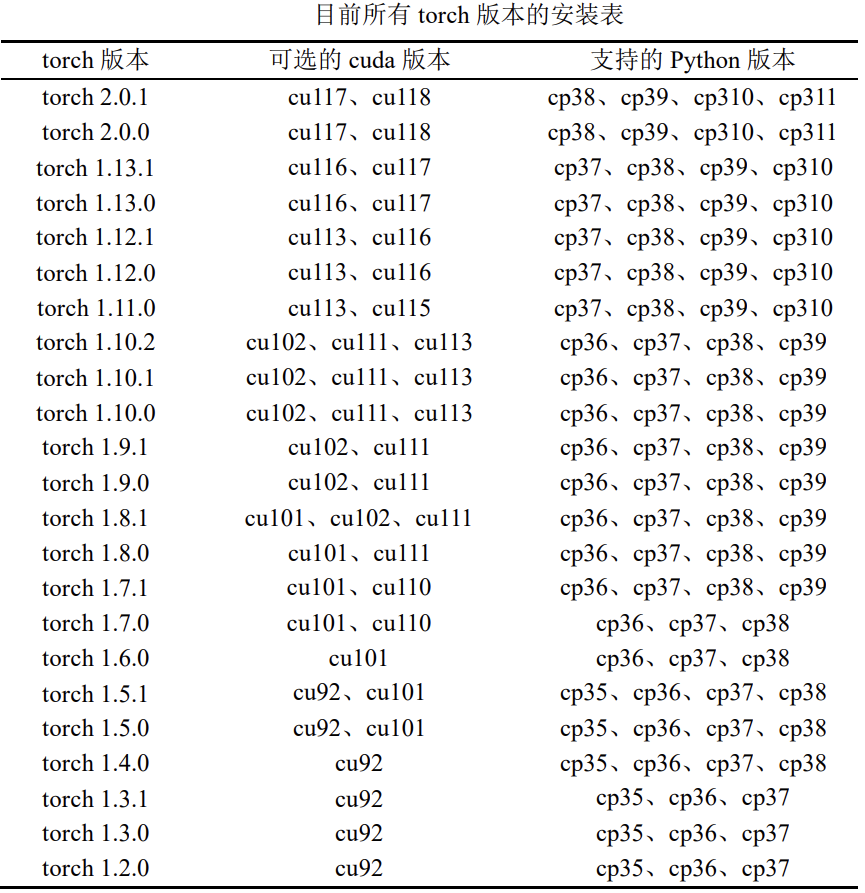 目前所有 torch 版本的安装表
torch 版本 可选的 cuda 版本 支持的 Python 版本
torch 2.0.1 cu117、cu118 cp38、cp39、cp310、cp311
torch 2.0.0 cu117、cu118 cp38、cp39、cp310、cp311
torch 1.13.1 cu116、cu117 cp37、cp38、cp39、cp310
torch 1.13.0 cu116、cu117 cp37、cp38、cp39、cp310
torch 1.12.1 cu113、cu116 cp37、cp38、cp39、cp310
torch 1.12.0 cu113、cu116 cp37、cp38、cp39、cp310
torch 1.11.0 cu113、cu115 cp37、cp38、cp39、cp310
torch 1.10.2 cu102、cu111、cu113 cp36、cp37、cp38、cp39
torch 1.10.1 cu102、cu111、cu113 cp36、cp37、cp38、cp39
torch 1.10.0 cu102、cu111、cu113 cp36、cp37、cp38、cp39
torch 1.9.1 cu102、cu111 cp36、cp37、cp38、cp39
torch 1.9.0 cu102、cu111 cp36、cp37、cp38、cp39
torch 1.8.1 cu101、cu102、cu111 cp36、cp37、cp38、cp39
torch 1.8.0 cu101、cu111 cp36、cp37、cp38、cp39
torch 1.7.1 cu101、cu110 cp36、cp37、cp38、cp39
torch 1.7.0 cu101、cu110 cp36、cp37、cp38
torch 1.6.0 cu101 cp36、cp37、cp38
torch 1.5.1 cu92、cu101 cp35、cp36、cp37、cp38
torch 1.5.0 cu92、cu101 cp35、cp36、cp37、cp38
torch 1.4.0 cu92 cp35、cp36、cp37、cp38
torch 1.3.1 cu92 cp35、cp36、cp37
torch 1.3.0 cu92 cp35、cp36、cp37
torch 1.2.0 cu92 cp35、cp36、cp37